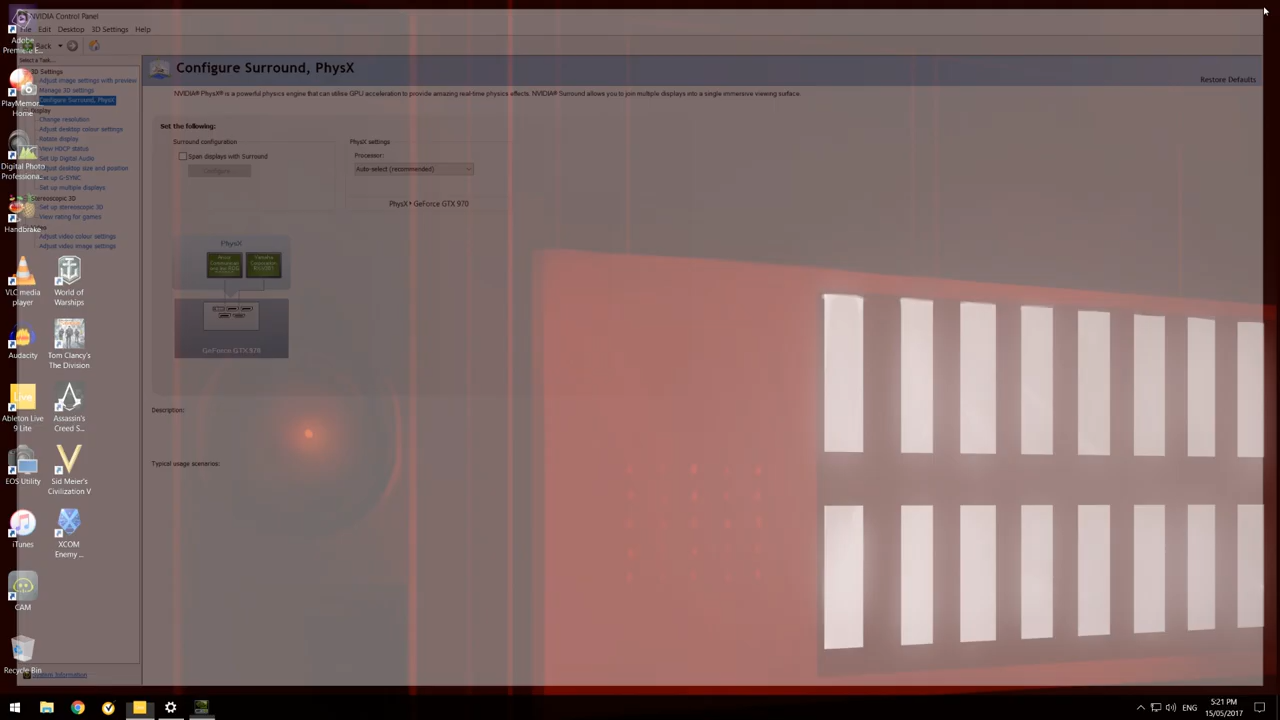 NVIDIA Control Panel
File Edit Desktop 3D Settings Help
Back
Select a Task...
3D Settings
Adjust image settings with preview
Manage 3D settings
Configure Surround, PhysX
Display
Change resolution
Adjust desktop colour settings
Rotate display
View HDCP status
Set Up Digital Audio
Adjust desktop size and position
Set up G-SYNC
Set up multiple displays
Stereoscopic 3D
Set up stereoscopic 3D
View rating for games
Adjust video colour settings
Adjust video image settings
System Information
Configure Surround, PhysX
Restore Defaults
NVIDIA® PhysX® is a powerful physics engine that can utilise GPU acceleration to provide amazing real-time physics effects. NVIDIA® Surround allows you to join multiple displays into a single immersive viewing surface.
Set the following:
Surround configuration
Span displays with Surround
Configure
PhysX settings
Processor:
Auto-select (recommended)
PhysX
GeForce GTX 970
PhysX
GeForce GTX 970
Description:
Typical usage scenarios:
Adobe
Premiere E...
PlayMemor...
Home
Digital Photo
Professiona...
Handbrake
VLC media
player
World of
Warships
Audacity
Tom Clancy's
The Division
Live
Ableton Live
9 Lite
Assassin's
Creed S...
EOS Utility
Sid Meier's
Civilization V
iTunes
XCOM
Enemy ...
CAM
Recycle Bin
ENG
5:21 PM
15/05/2017